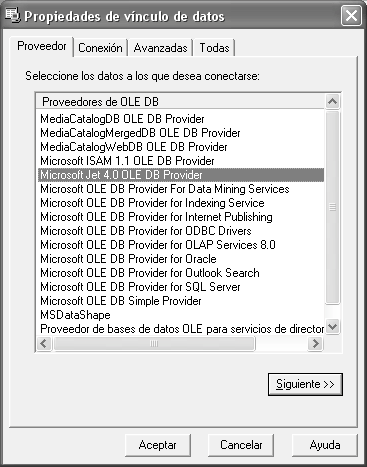 Propiedades de vínculo de datos
Proveedor Conexión Avanzadas Todas
Seleccione los datos a los que desea conectarse:
Proveedores de OLE DB
MediaCatalogDB OLE DB Provider
MediaCatalogMergedDB OLE DB Provider
MediaCatalogWebDB OLE DB Provider
Microsoft ISAM 1.1 OLE DB Provider
Microsoft Jet 4.0 OLE DB Provider
Microsoft OLE DB Provider For Data Mining Services
Microsoft OLE DB Provider for Indexing Service
Microsoft OLE DB Provider for Internet Publishing
Microsoft OLE DB Provider for ODBC Drivers
Microsoft OLE DB Provider for OLAP Services 8.0
Microsoft OLE DB Provider for Oracle
Microsoft OLE DB Provider for Outlook Search
Microsoft OLE DB Provider for SQL Server
Microsoft OLE DB Simple Provider
MSDataShape
Proveedor de bases de datos OLE para servicios de director
Siguiente >>
Aceptar Cancelar Ayuda